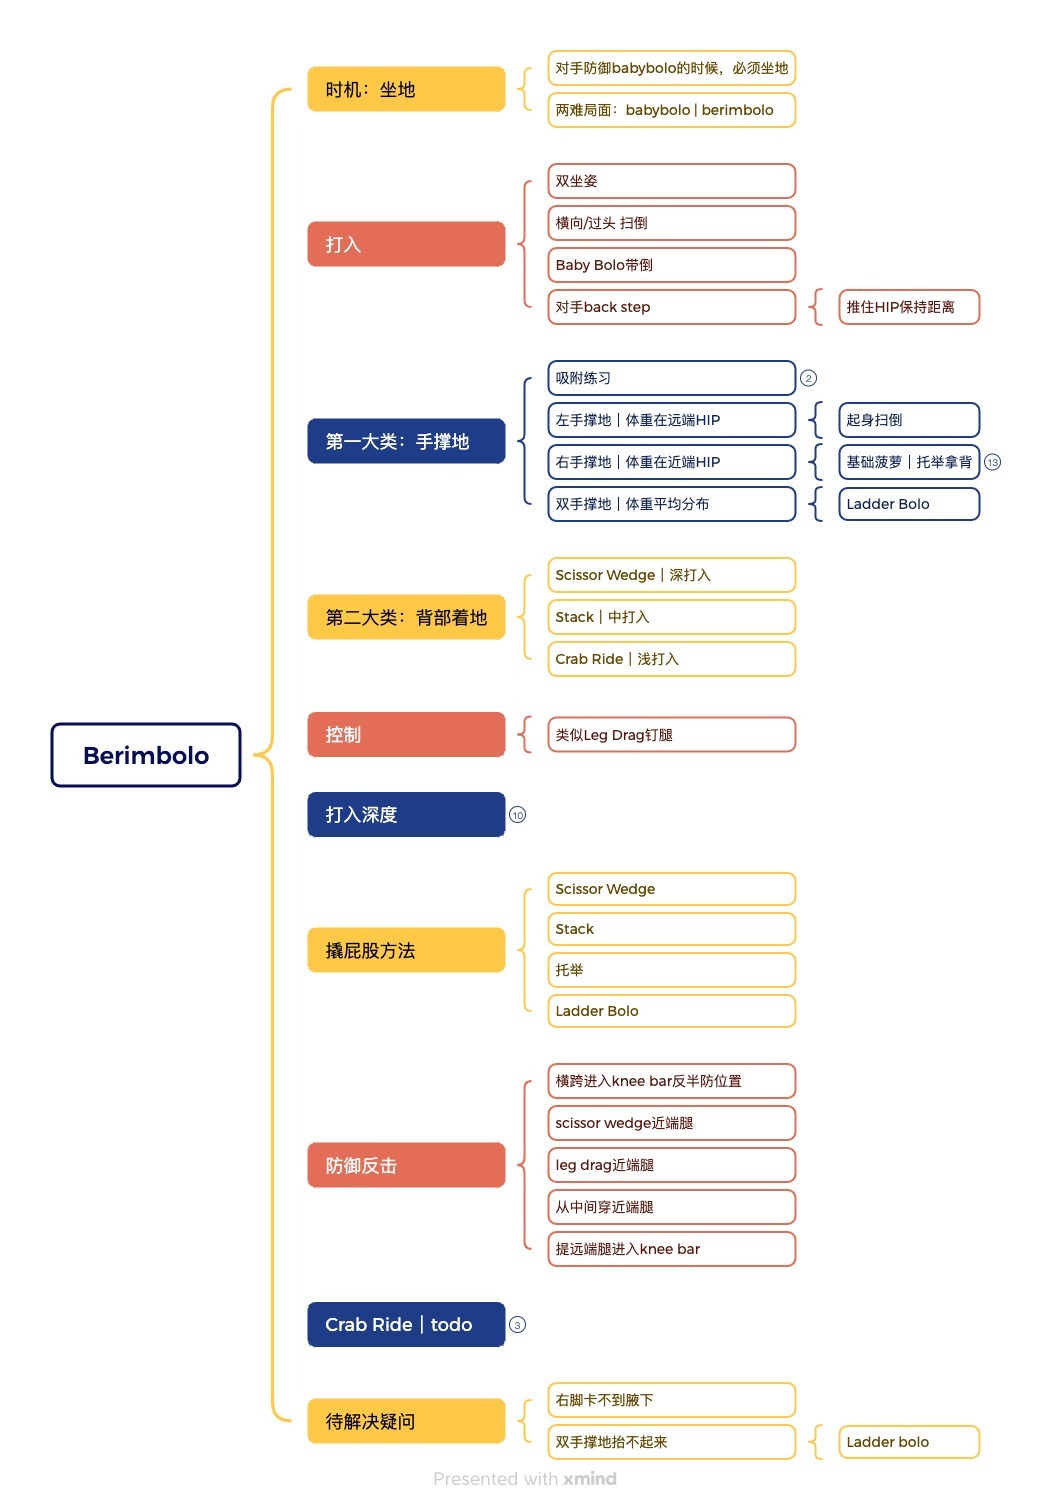 Berimbolo
时机：坐地
对手防御babybolo的时候，必须坐地
两难局面：babybolo | berimbolo
打入
双坐姿
横向/过头 扫倒
Baby Bolo带倒
对手back step
推住HIP保持距离
第一大类：手撑地
吸附练习
2
左手撑地｜体重在远端HIP
起身扫倒
右手撑地｜体重在近端HIP
基础菠萝｜托举拿背
13
双手撑地｜体重平均分布
Ladder Bolo
第二大类：背部着地
Scissor Wedge｜深打入
Stack｜中打入
Crab Ride｜浅打入
控制
类似Leg Drag钉腿
打入深度
10
撬屁股方法
Scissor Wedge
Stack
托举
Ladder Bolo
防御反击
横跨进入knee bar反半防位置
scissor wedge近端腿
leg drag近端腿
从中间穿近端腿
提远端腿进入knee bar
Crab Ride｜todo
3
待解决疑问
右脚卡不到腋下
双手撑地抬不起来
Ladder bolo
Presented with xmind